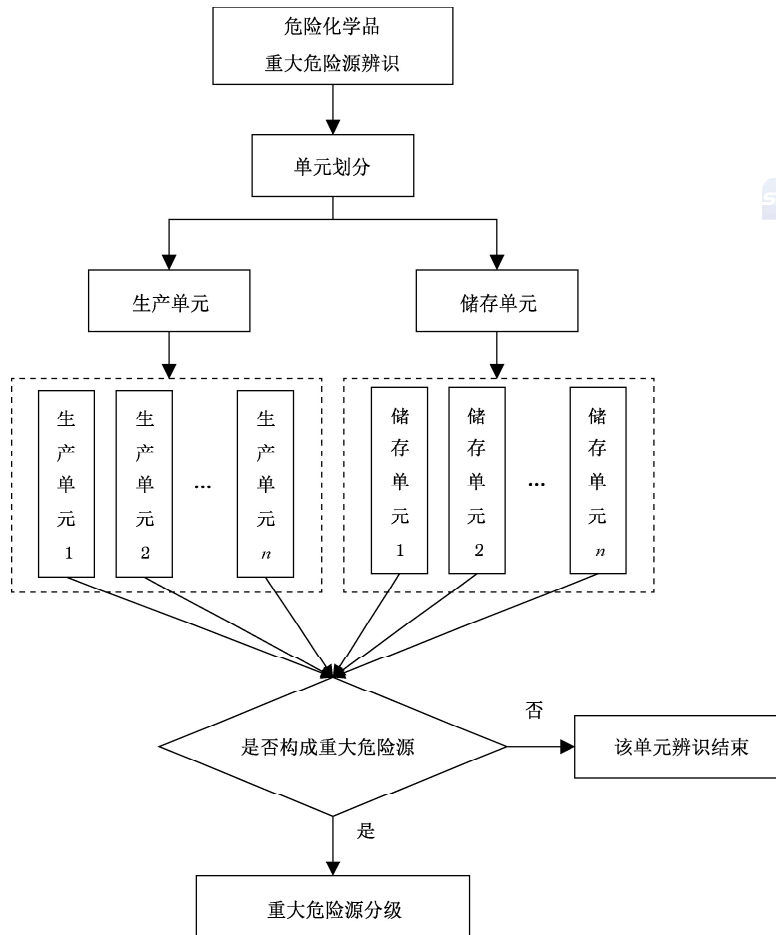 危险化学品
重大危险源辨识
单元划分
生产单元
储存单元
生产单元1
生产单元2
...
生产单元n
储存单元1
储存单元2
...
储存单元n
是否构成重大危险源
否
该单元辨识结束
是
重大危险源分级